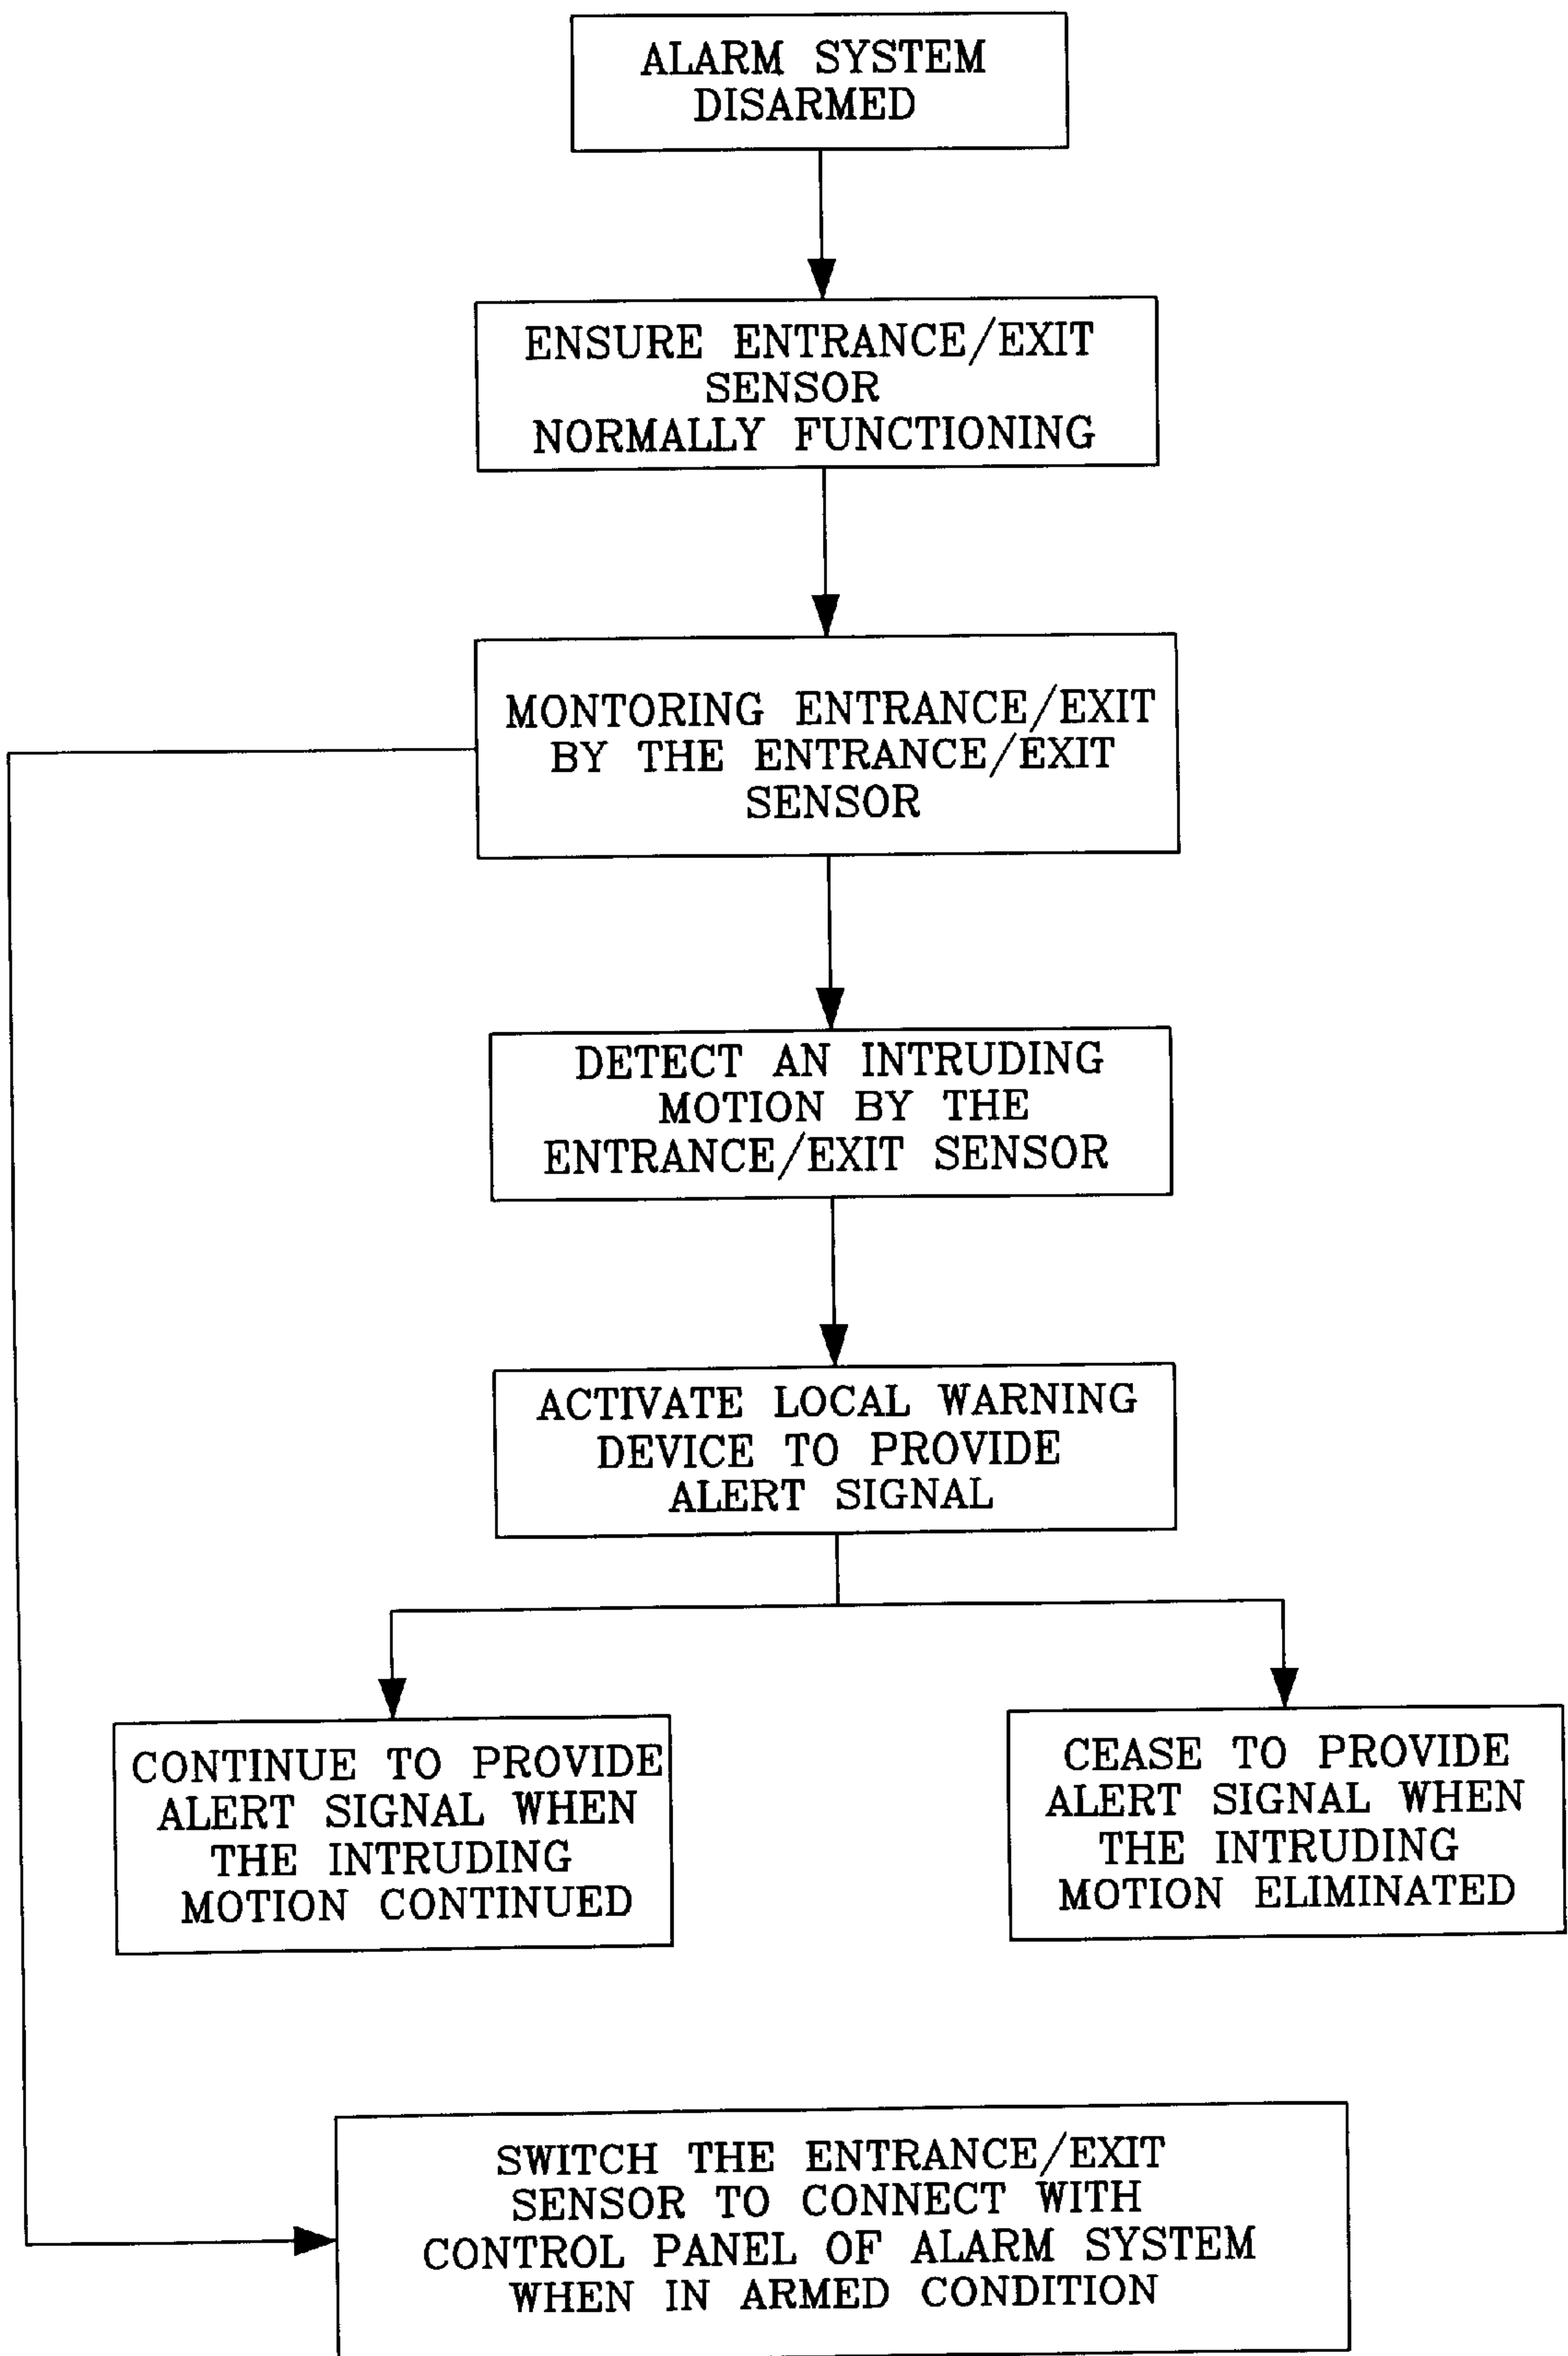 ALARM SYSTEM
DISARMED
ENSURE ENTRANCE/EXIT
SENSOR
NORMALLY FUNCTIONING
MONTORING ENTRANCE/EXIT
BY THE ENTRANCE/EXIT
SENSOR
DETECT AN INTRUDING
MOTION BY THE
ENTRANCE/EXIT SENSOR
ACTIVATE LOCAL WARNING
DEVICE TO PROVIDE
ALERT SIGNAL
CONTINUE TO PROVIDE
ALERT SIGNAL WHEN
THE INTRUDING
MOTION CONTINUED
CEASE TO PROVIDE
ALERT SIGNAL WHEN
THE INTRUDING
MOTION ELIMINATED
SWITCH THE ENTRANCE/EXIT
SENSOR TO CONNECT WITH
CONTROL PANEL OF ALARM SYSTEM
WHEN IN ARMED CONDITION